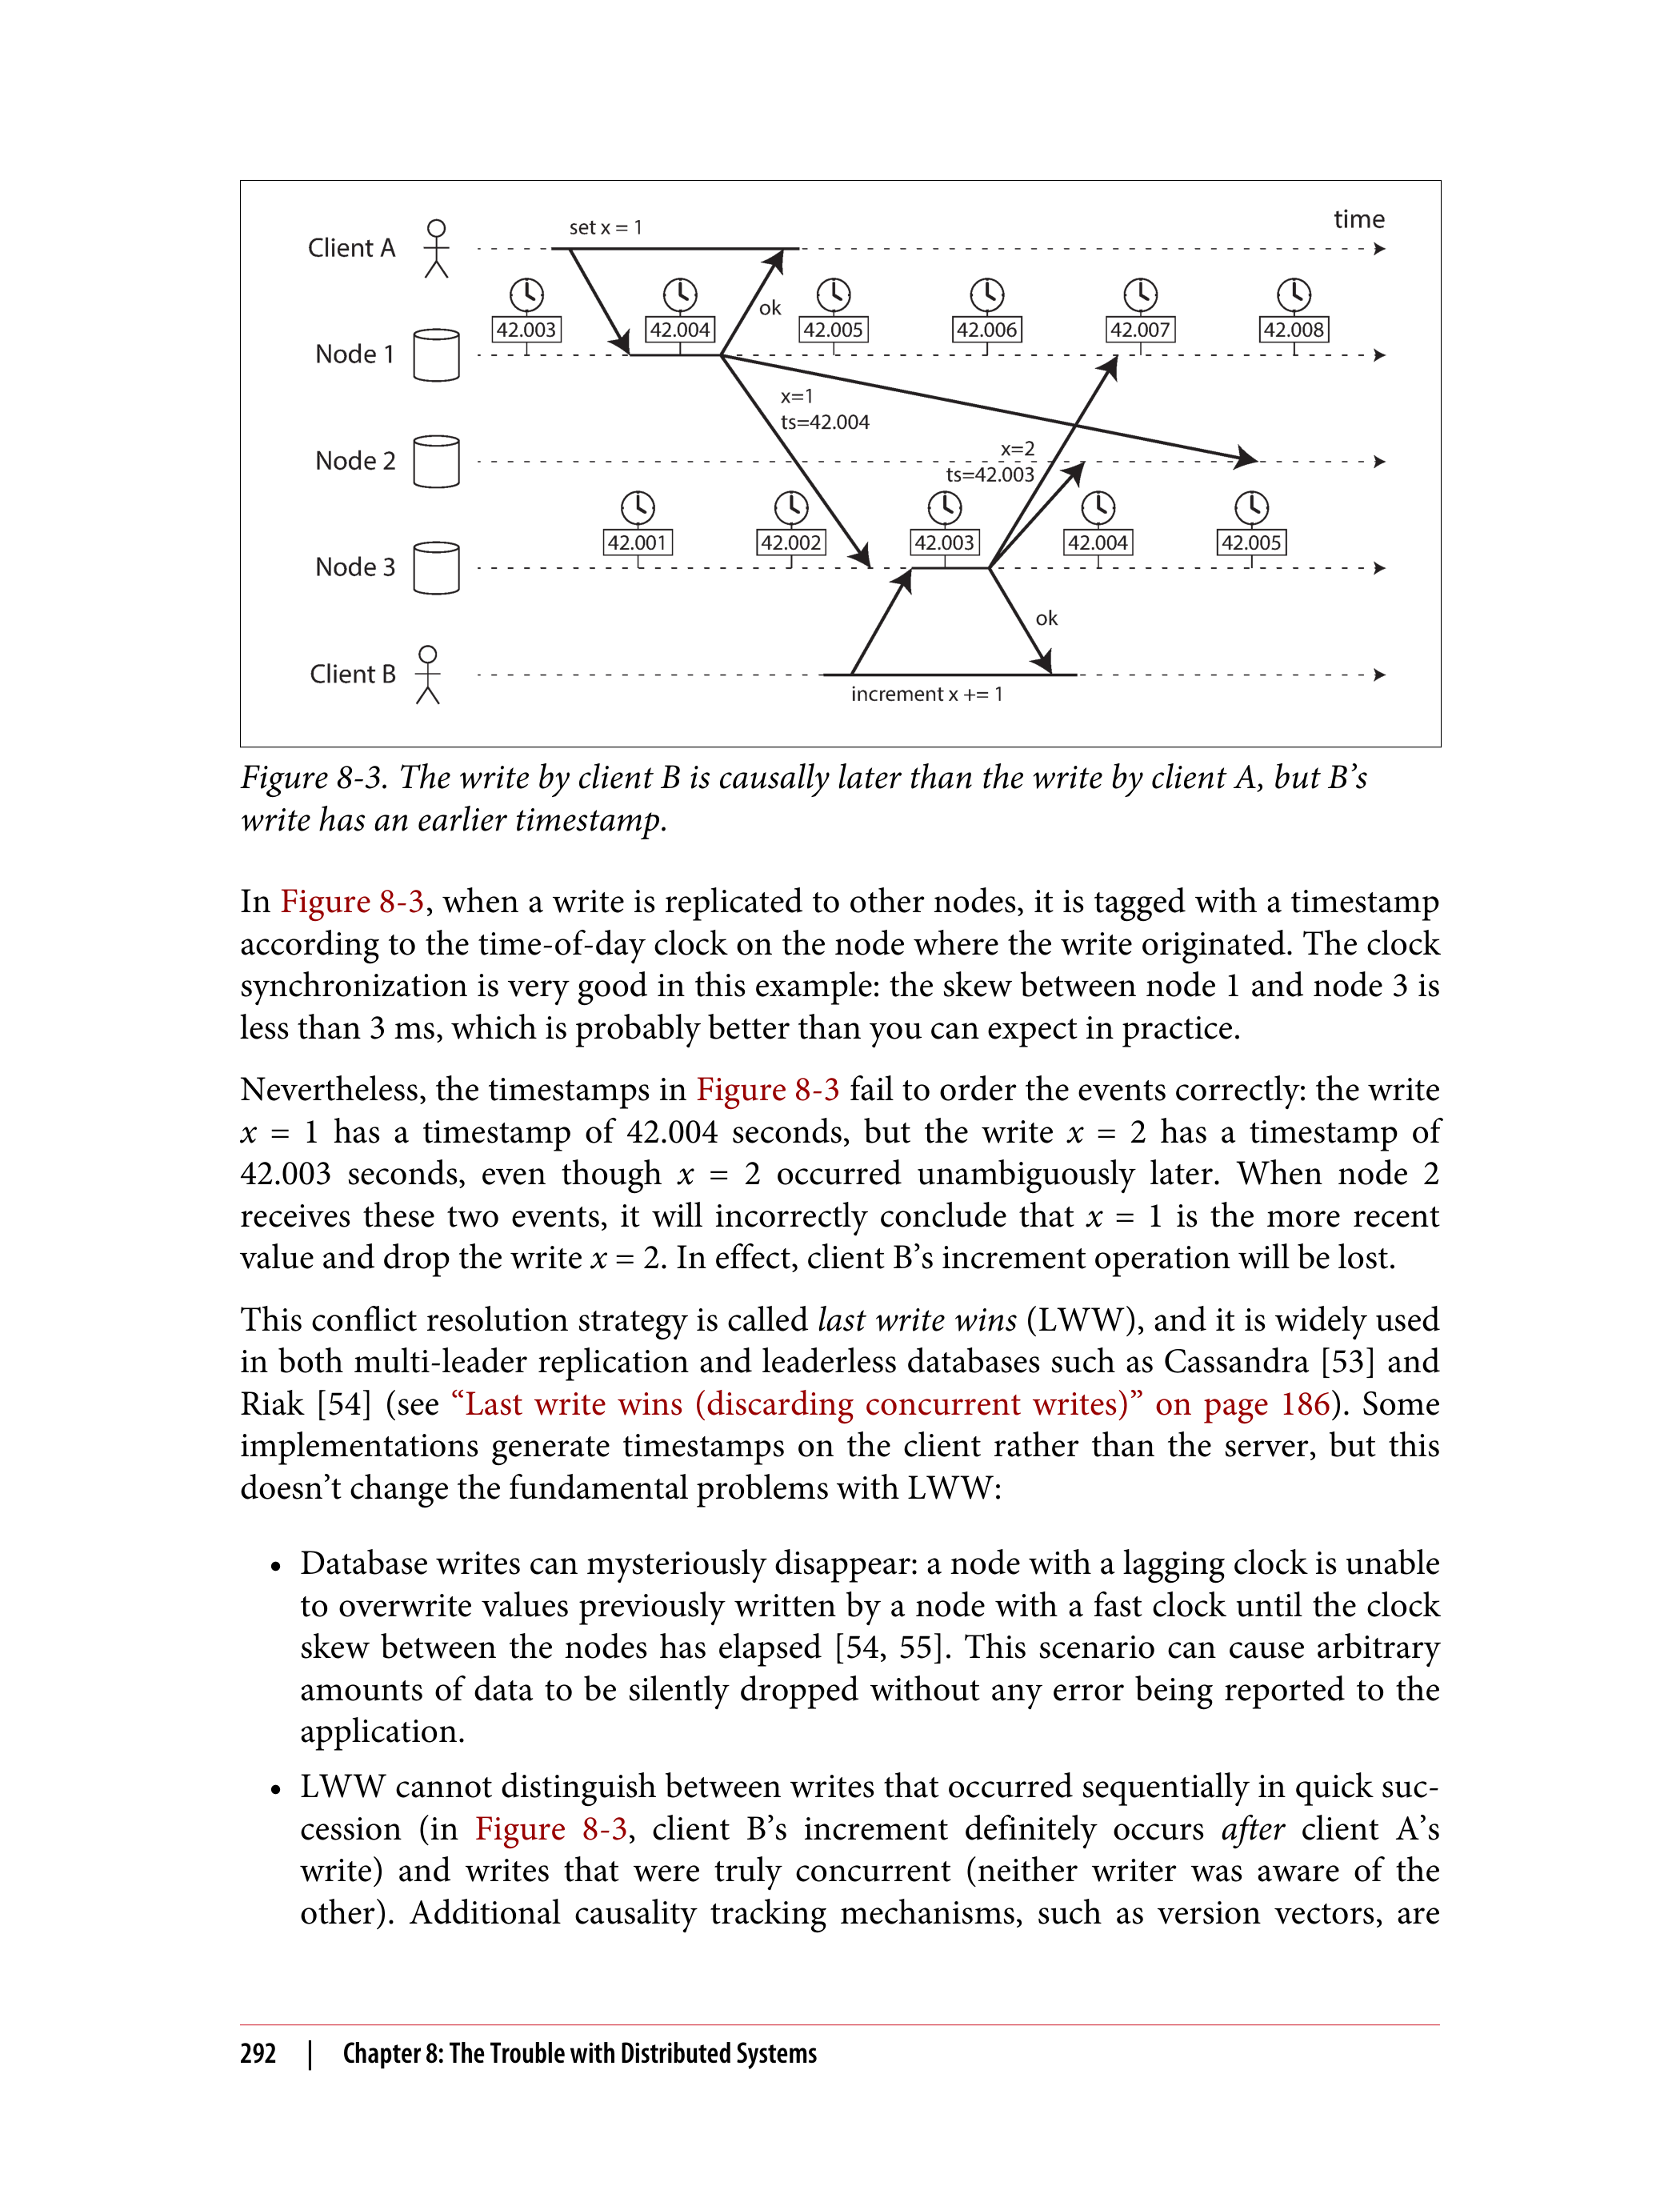 set x = 1
time
Client A
ok
42.003
42.004
42.005
42.006
42.007
42.008
Node 1
x=1
ts=42.004
x=2
ts=42.003
Node 2
42.001
42.002
42.003
42.004
42.005
Node 3
ok
Client B
increment x += 1
Figure 8-3. The write by client B is causally later than the write by client A, but B’s
write has an earlier timestamp.
In Figure 8-3, when a write is replicated to other nodes, it is tagged with a timestamp
according to the time-of-day clock on the node where the write originated. The clock
synchronization is very good in this example: the skew between node 1 and node 3 is
less than 3 ms, which is probably better than you can expect in practice.
Nevertheless, the timestamps in Figure 8-3 fail to order the events correctly: the write
x = 1 has a timestamp of 42.004 seconds, but the write x = 2 has a timestamp of
42.003 seconds, even though x = 2 occurred unambiguously later. When node 2
receives these two events, it will incorrectly conclude that x = 1 is the more recent
value and drop the write x = 2. In effect, client B’s increment operation will be lost.
This conflict resolution strategy is called last write wins (LWW), and it is widely used
in both multi-leader replication and leaderless databases such as Cassandra [53] and
Riak [54] (see “Last write wins (discarding concurrent writes)” on page 186). Some
implementations generate timestamps on the client rather than the server, but this
doesn’t change the fundamental problems with LWW:
• Database writes can mysteriously disappear: a node with a lagging clock is unable
to overwrite values previously written by a node with a fast clock until the clock
skew between the nodes has elapsed [54, 55]. This scenario can cause arbitrary
amounts of data to be silently dropped without any error being reported to the
application.
• LWW cannot distinguish between writes that occurred sequentially in quick suc-
cession (in Figure 8-3, client B’s increment definitely occurs after client A’s
write) and writes that were truly concurrent (neither writer was aware of the
other). Additional causality tracking mechanisms, such as version vectors, are
292 | Chapter 8: The Trouble with Distributed Systems